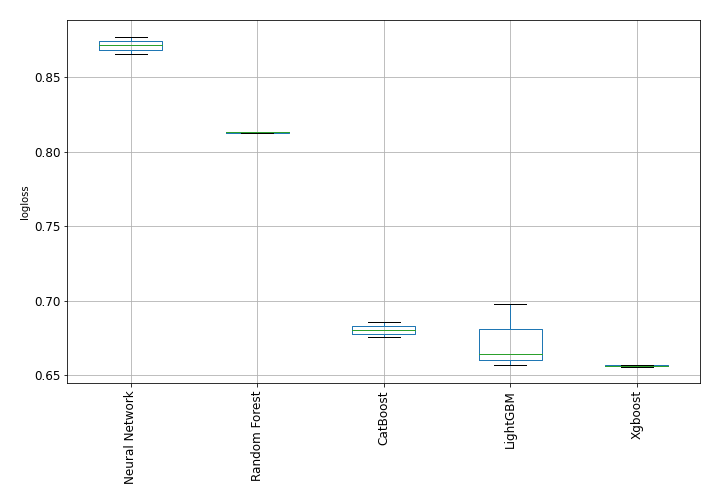 logloss
0.85
0.80
0.75
0.70
0.65
Neural Network
Random Forest
CatBoost
LightGBM
Xgboost